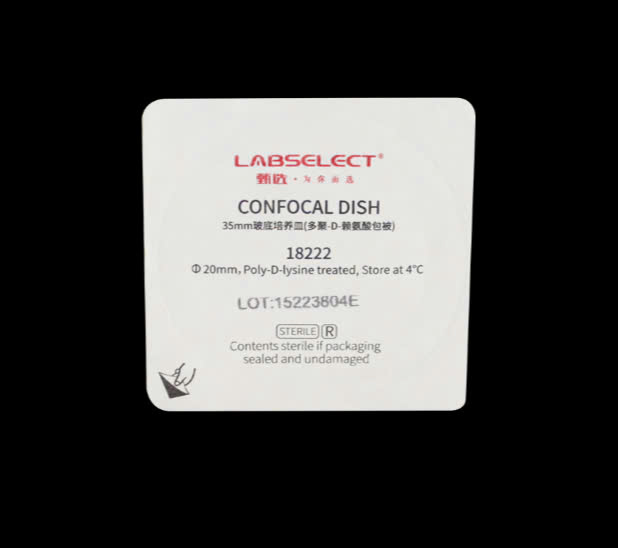 LABSELECT®
甄选·为你而选
CONFOCAL DISH
35mm玻底培养皿(多聚-D-赖氨酸包被)
18222
Φ 20mm, Poly-D-lysine treated, Store at 4℃
LOT:15223804E
STERILE R
Contents sterile if packaging
sealed and undamaged